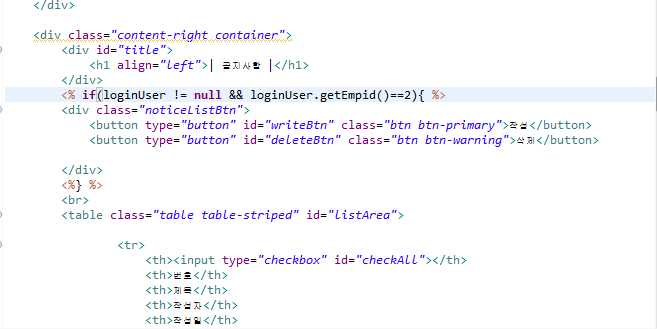 </div>
<div class="content-right container">
<div id="title">
<h1 align="left">| 공지사항 |</h1>
</div>
<% if(loginUser != null && loginUser.getEmpid()==2){ %>
<div class="noticeListBtn">
<button type="button" id="writeBtn" class="btn btn-primary">작성</button>
<button type="button" id="deleteBtn" class="btn btn-warning">삭제</button>
</div>
<%} %>
<br>
<table class="table table-striped" id="listArea">
<tr>
<th><input type="checkbox" id="checkAll"></th>
<th>번호</th>
<th>제목</th>
<th>작성자</th>
<th>작성일</th>